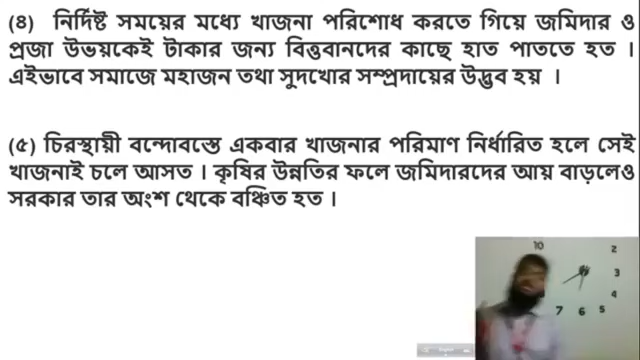 (৪) নির্দিষ্ট সময়ের মধ্যে খাজনা পরিশোধ করতে গিয়ে জমিদার ও
প্রজা উভয়কেই টাকার জন্য বিত্তবানদের কাছে হাত পাততে হত ।
এইভাবে সমাজে মহাজন তথা সুদখোর সম্প্রদায়ের উদ্ভব হয় ।
(৫) চিরস্থায়ী বন্দোবস্তে একবার খাজনার পরিমাণ নির্ধারিত হলে সেই
খাজনাই চলে আসত । কৃষির উন্নতির ফলে জমিদারদের আয় বাড়লেও
সরকার তার অংশ থেকে বঞ্চিত হত ।
10 2
3
4
7 6 5